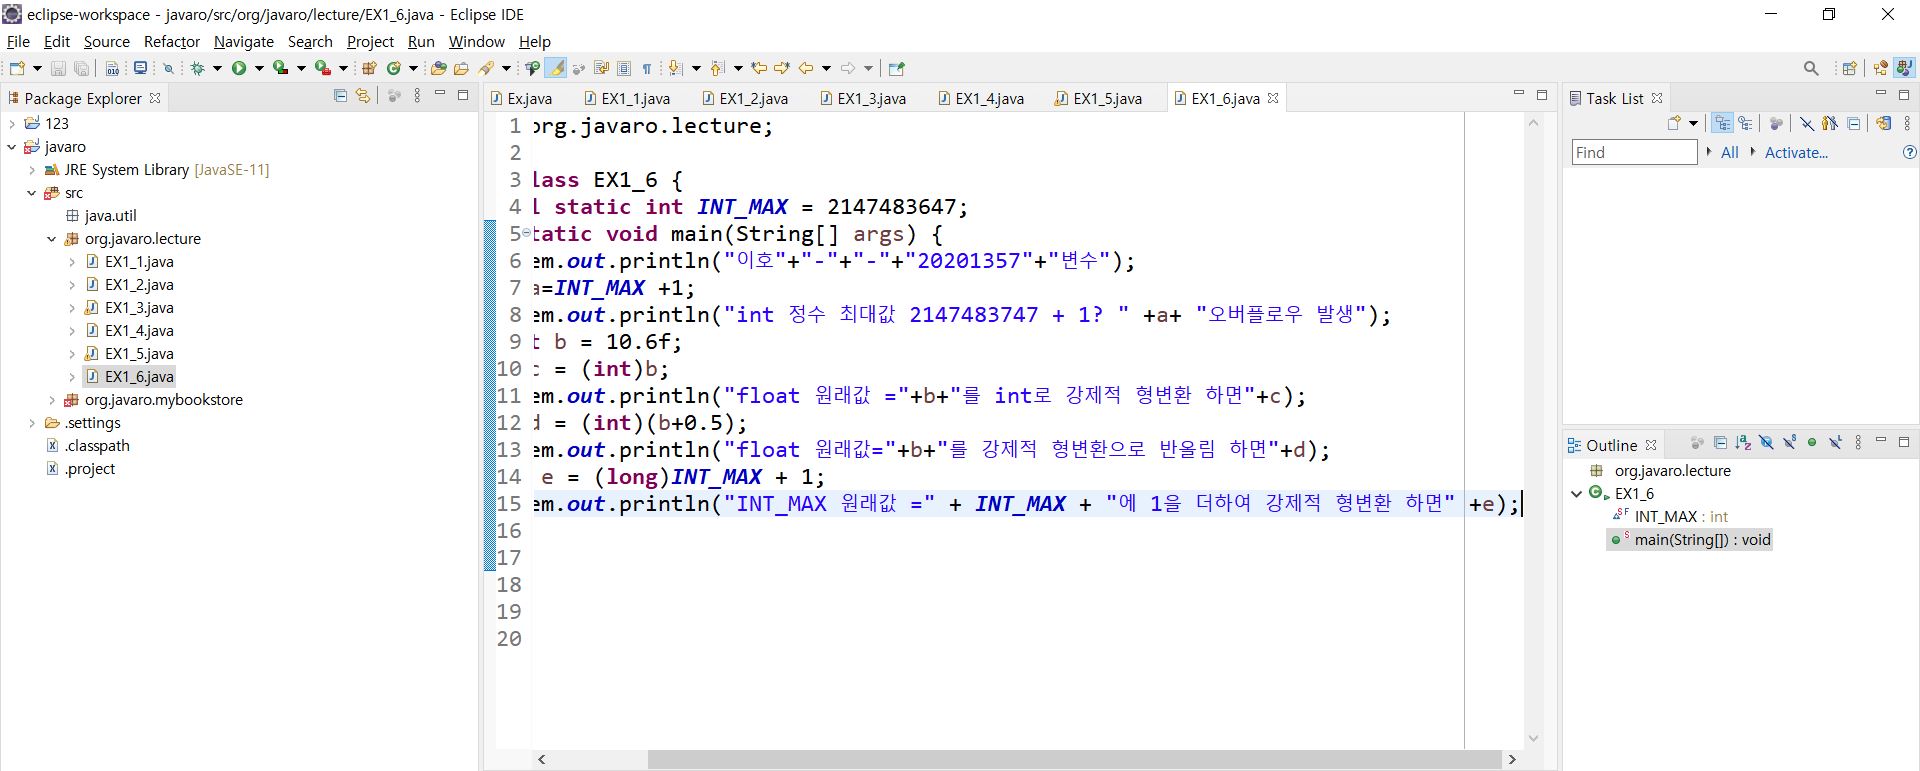 eclipse-workspace - javaro/src/org/javaro/lecture/EX1_6.java - Eclipse IDE
File Edit Source Refactor Navigate Search Project Run Window Help
Package Explorer
123
javaro
JRE System Library [JavaSE-11]
src
java.util
org.javaro.lecture
EX1_1.java
EX1_2.java
EX1_3.java
EX1_4.java
EX1_5.java
EX1_6.java
org.javaro.mybookstore
.settings
.classpath
.project
Ex.java EX1_1.java EX1_2.java EX1_3.java EX1_4.java EX1_5.java EX1_6.java
1 org.javaro.lecture;
2
3 lass EX1_6 {
4 l static int INT_MAX = 2147483647;
5 tatic void main(String[] args) {
6 em.out.println("이호"+"-"+"-"+"20201357"+"변수");
7 a=INT_MAX +1;
8 em.out.println("int 정수 최대값 2147483747 + 1? " +a+ "오버플로우 발생");
9 t b = 10.6f;
10 c = (int)b;
11 em.out.println("float 원래값 ="+b+"를 int로 강제적 형변환 하면"+c);
12 d = (int)(b+0.5);
13 em.out.println("float 원래값="+b+"를 강제적 형변환으로 반올림 하면"+d);
14 e = (long)INT_MAX + 1;
15 em.out.println("INT_MAX 원래값 =" + INT_MAX + "에 1을 더하여 강제적 형변환 하면" +e);
16
17
18
19
20
Task List
Find All Activate...
Outline
org.javaro.lecture
EX1_6
INT_MAX : int
main(String[]) : void